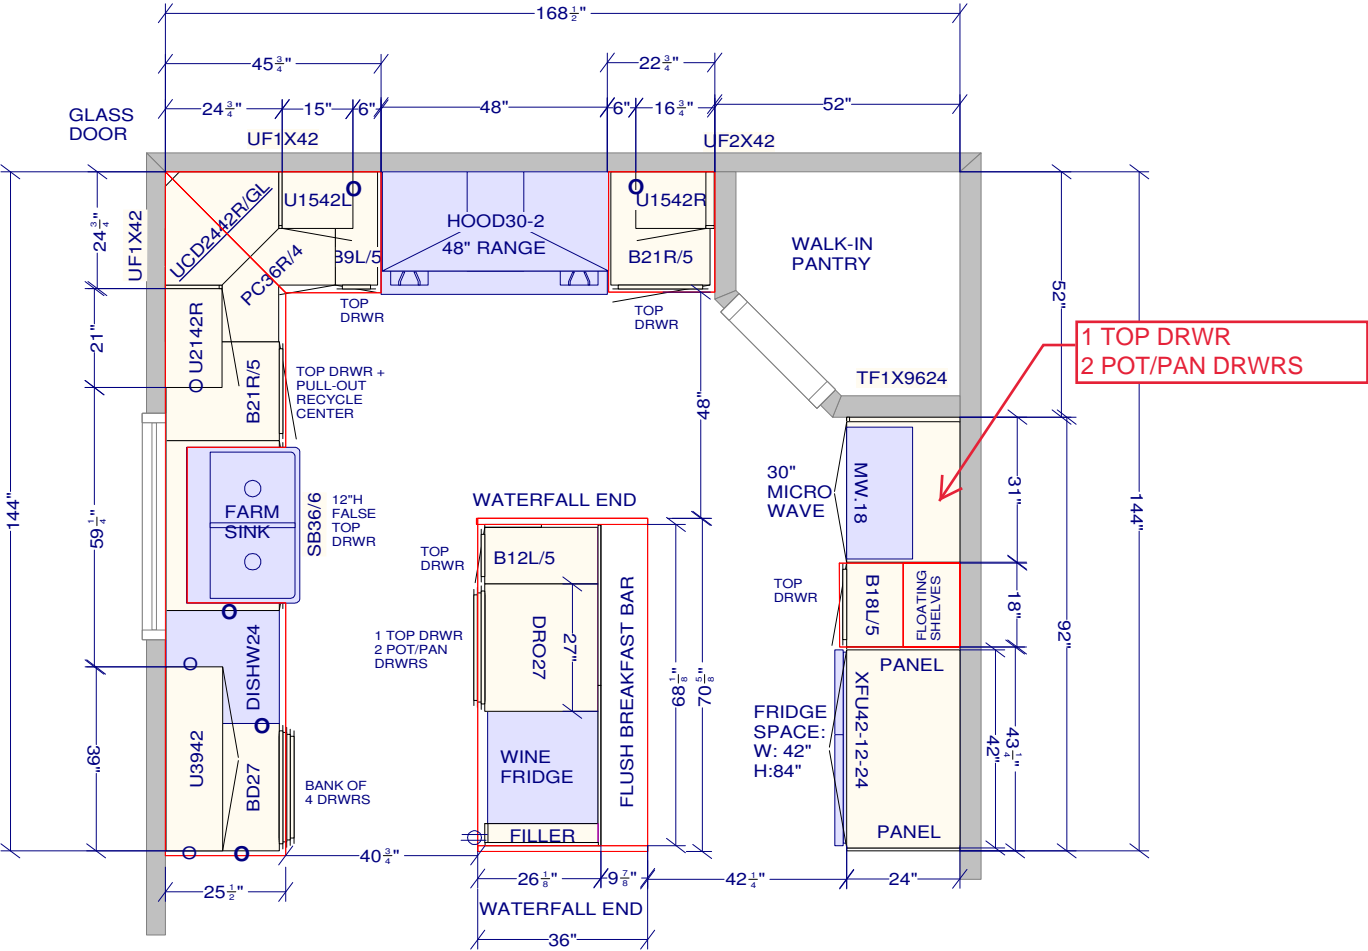 168 1/2"
45 3/4"
22 3/4"
24 3/4"
15"
6"
48"
6"
16 3/4"
52"
GLASS
DOOR
UF1X42
UF2X42
144"
24 3/4"
UF1X42
21"
59 1/4"
39"
UCD2442R/GL
PC36R/4
U1542L
B9L/5
HOOD30-2
48" RANGE
U1542R
B21R/5
WALK-IN
PANTRY
52"
TOP
DRWR
TOP
DRWR
1 TOP DRWR
2 POT/PAN DRWRS
TF1X9624
U2142R
B21R/5
TOP DRWR +
PULL-OUT
RECYCLE
CENTER
48"
FARM
SINK
SB36/6
12"H
FALSE
TOP
DRWR
WATERFALL END
30"
MICRO
WAVE
MW.18
31"
144"
TOP
DRWR
B12L/5
TOP
DRWR
B18L/5
FLOATING
SHELVES
18"
92"
DISHW24
1 TOP DRWR
2 POT/PAN
DRWRS
DRO27
27"
FLUSH BREAKFAST BAR
68 1/8"
70 5/8"
PANEL
XFU42-12-24
FRIDGE
SPACE:
W: 42"
H:84"
42"
43 1/4"
U3942
BD27
BANK OF
4 DRWRS
WINE
FRIDGE
FILLER
PANEL
40 3/4"
25 1/2"
26 1/8"
9 7/8"
42 1/4"
24"
WATERFALL END
36"